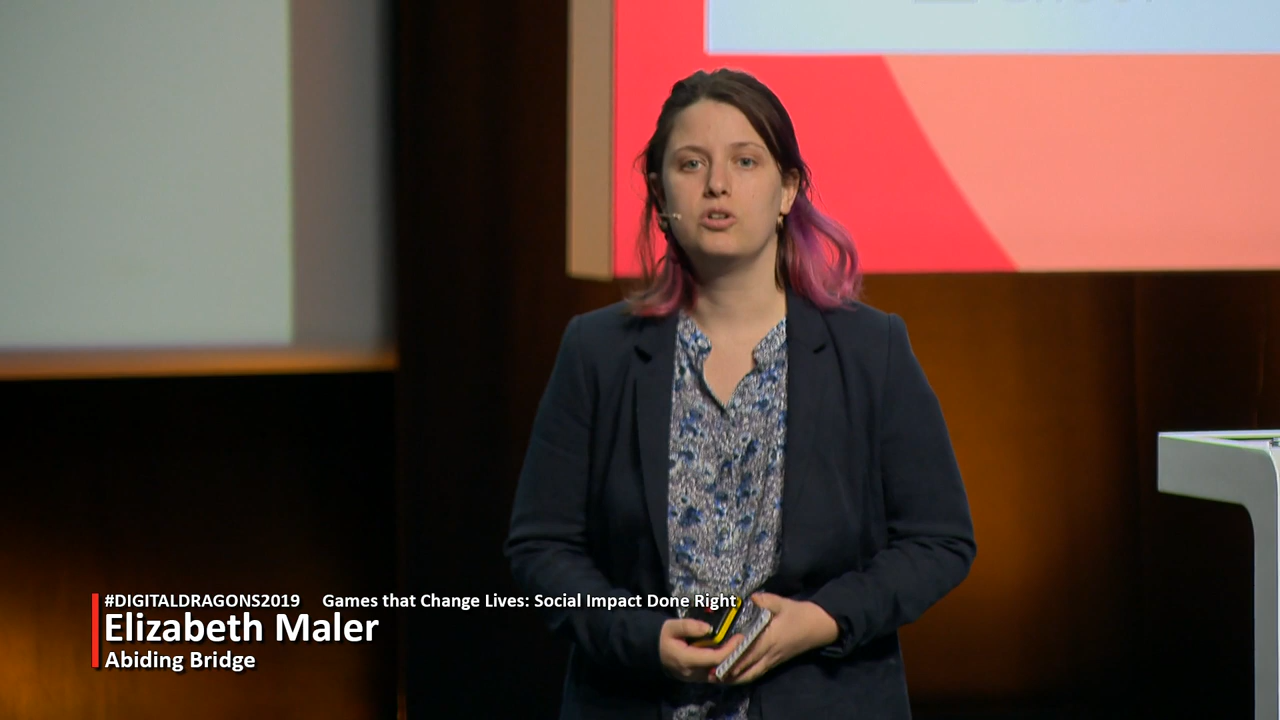 #DIGITALDRAGONS2019 Games that Change Lives: Social Impact Done Right
Elizabeth Maler
Abiding Bridge